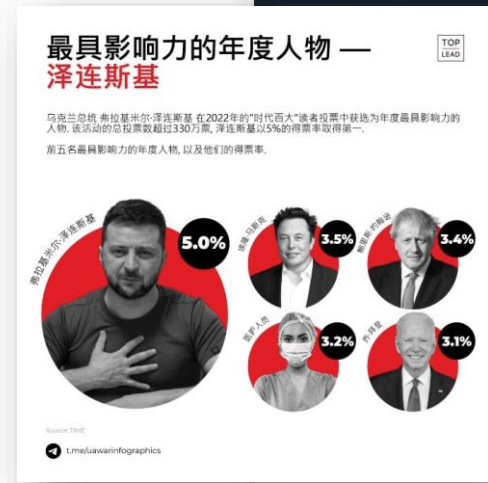 最具影响力的年度人物 —
泽连斯基
TOP
LEAD
乌克兰总统 弗拉基米尔·泽连斯基 在2022年的"时代百大"读者投票中获选为年度最具影响力的
人物. 该活动的总投票数超过330万票, 泽连斯基以5%的得票率取得第一.
前五名最具影响力的年度人物, 以及他们的得票率.
弗拉基米尔·泽连斯基
5.0%
埃隆·马斯克
3.5%
鲍里斯·约翰逊
3.4%
医护人员
3.2%
乔·拜登
3.1%
Source: TIME
t.me/uawarinfographics